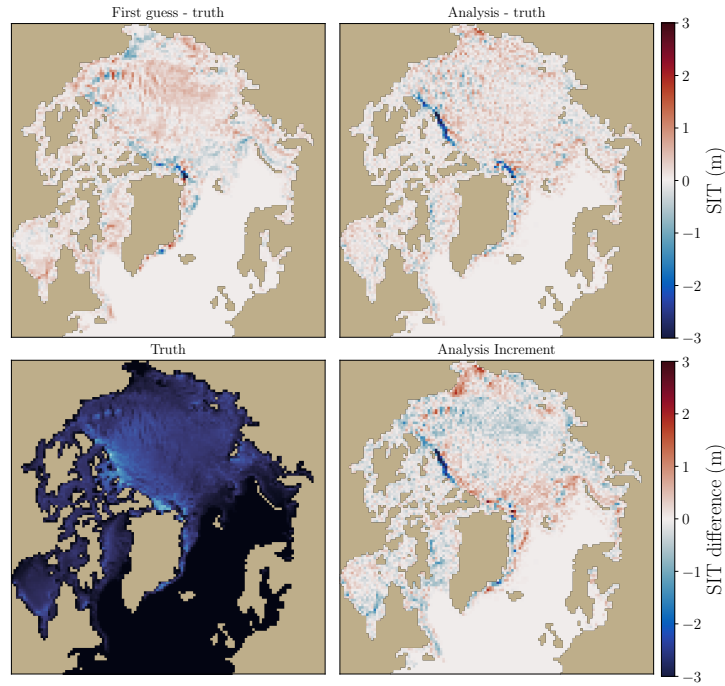 First guess - truth
Analysis - truth
3
2
1
0
−1
−2
−3
SIT (m)
Truth
Analysis Increment
3
2
1
0
−1
−2
−3
SIT difference (m)